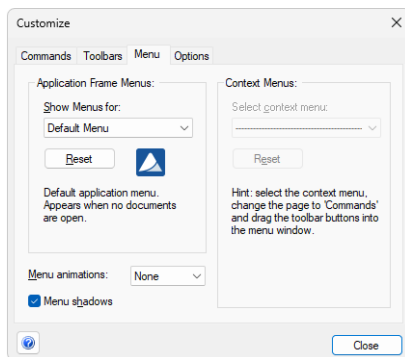 Customize
Commands Toolbars Menu Options
Application Frame Menus:
Show Menus for:
Default Menu
Reset
Default application menu.
Appears when no documents
are open.
Context Menus:
Select context menu:
Reset
Hint: select the context menu,
change the page to 'Commands'
and drag the toolbar buttons into
the menu window.
Menu animations: None
Menu shadows
Close